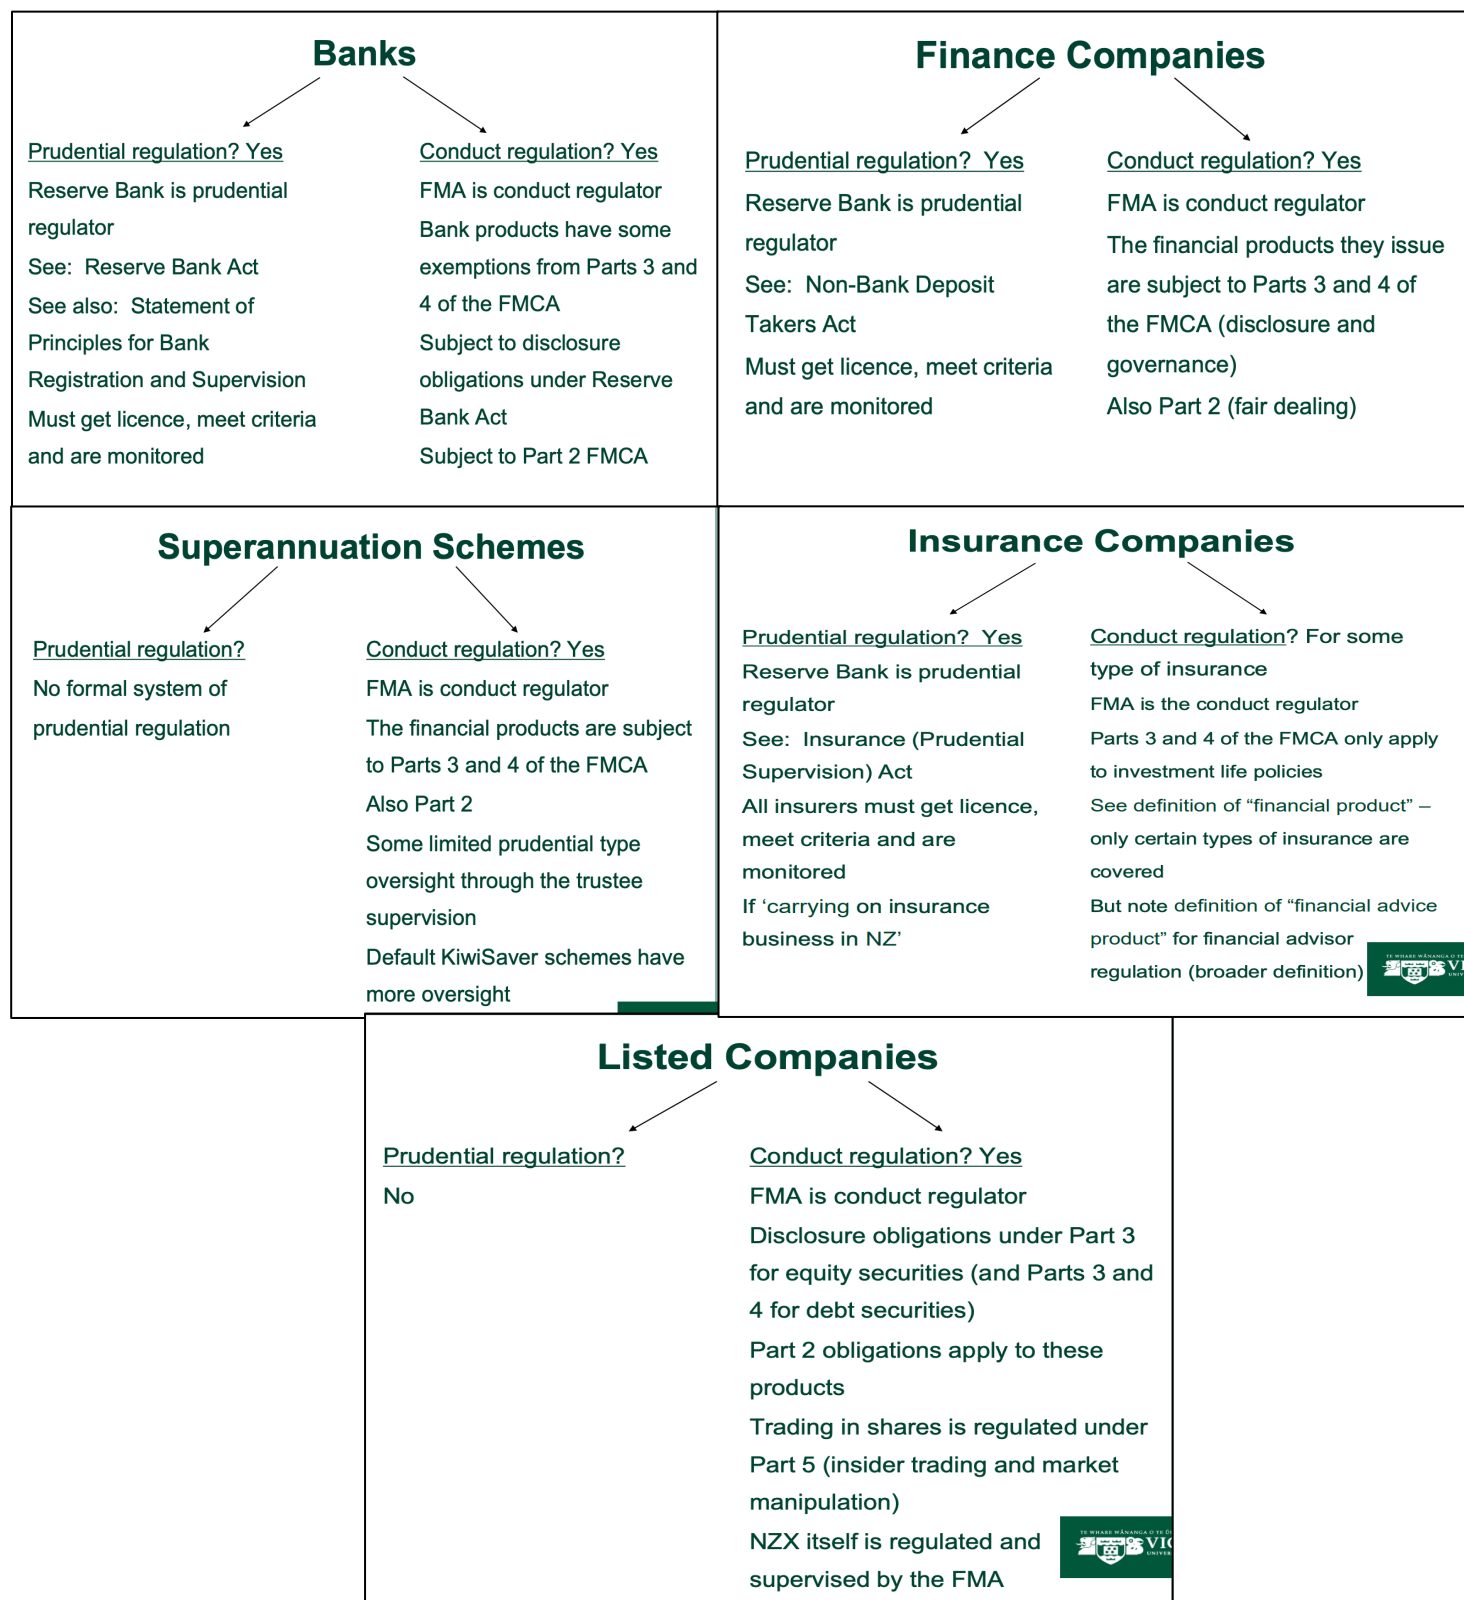 Banks
Prudential regulation? Yes
Reserve Bank is prudential
regulator
See: Reserve Bank Act
See also: Statement of
Principles for Bank
Registration and Supervision
Must get licence, meet criteria
and are monitored
Conduct regulation? Yes
FMA is conduct regulator
Bank products have some
exemptions from Parts 3 and
4 of the FMCA
Subject to disclosure
obligations under Reserve
Bank Act
Subject to Part 2 FMCA
Finance Companies
Prudential regulation? Yes
Reserve Bank is prudential
regulator
See: Non-Bank Deposit
Takers Act
Must get licence, meet criteria
and are monitored
Conduct regulation? Yes
FMA is conduct regulator
The financial products they issue
are subject to Parts 3 and 4 of
the FMCA (disclosure and
governance)
Also Part 2 (fair dealing)
Superannuation Schemes
Prudential regulation?
No formal system of
prudential regulation
Conduct regulation? Yes
FMA is conduct regulator
The financial products are subject
to Parts 3 and 4 of the FMCA
Also Part 2
Some limited prudential type
oversight through the trustee
supervision
Default KiwiSaver schemes have
more oversight
Insurance Companies
Prudential regulation? Yes
Reserve Bank is prudential
regulator
See: Insurance (Prudential
Supervision) Act
All insurers must get licence,
meet criteria and are
monitored
If ‘carrying on insurance
business in NZ’
Conduct regulation? For some
type of insurance
FMA is the conduct regulator
Parts 3 and 4 of the FMCA only apply
to investment life policies
See definition of “financial product” –
only certain types of insurance are
covered
But note definition of “financial advice
product” for financial advisor
regulation (broader definition)
TE WHARE WĀNANGA O
Listed Companies
Prudential regulation?
No
Conduct regulation? Yes
FMA is conduct regulator
Disclosure obligations under Part 3
for equity securities (and Parts 3 and
4 for debt securities)
Part 2 obligations apply to these
products
Trading in shares is regulated under
Part 5 (insider trading and market
manipulation)
NZX itself is regulated and
supervised by the FMA
TE WHARE WĀNANGA O TE